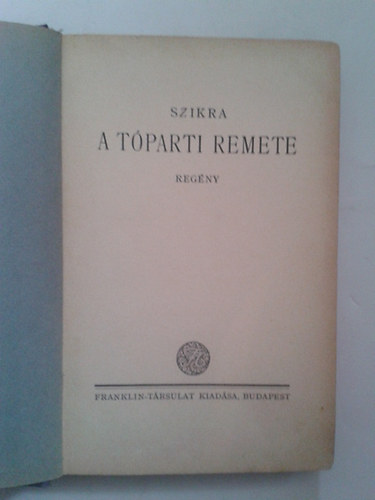 SZIKRA
A TÓPARTI REMETE
REGÉNY
FRANKLIN-TÁRSULAT KIADÁSA, BUDAPEST